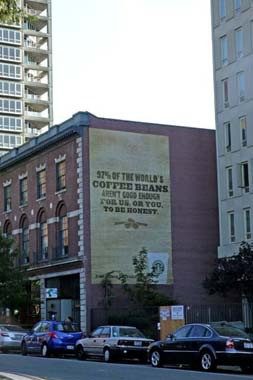 97% OF THE WORLD'S
COFFEE BEANS
AREN'T GOOD ENOUGH
FOR US. OR YOU,
TO BE HONEST.